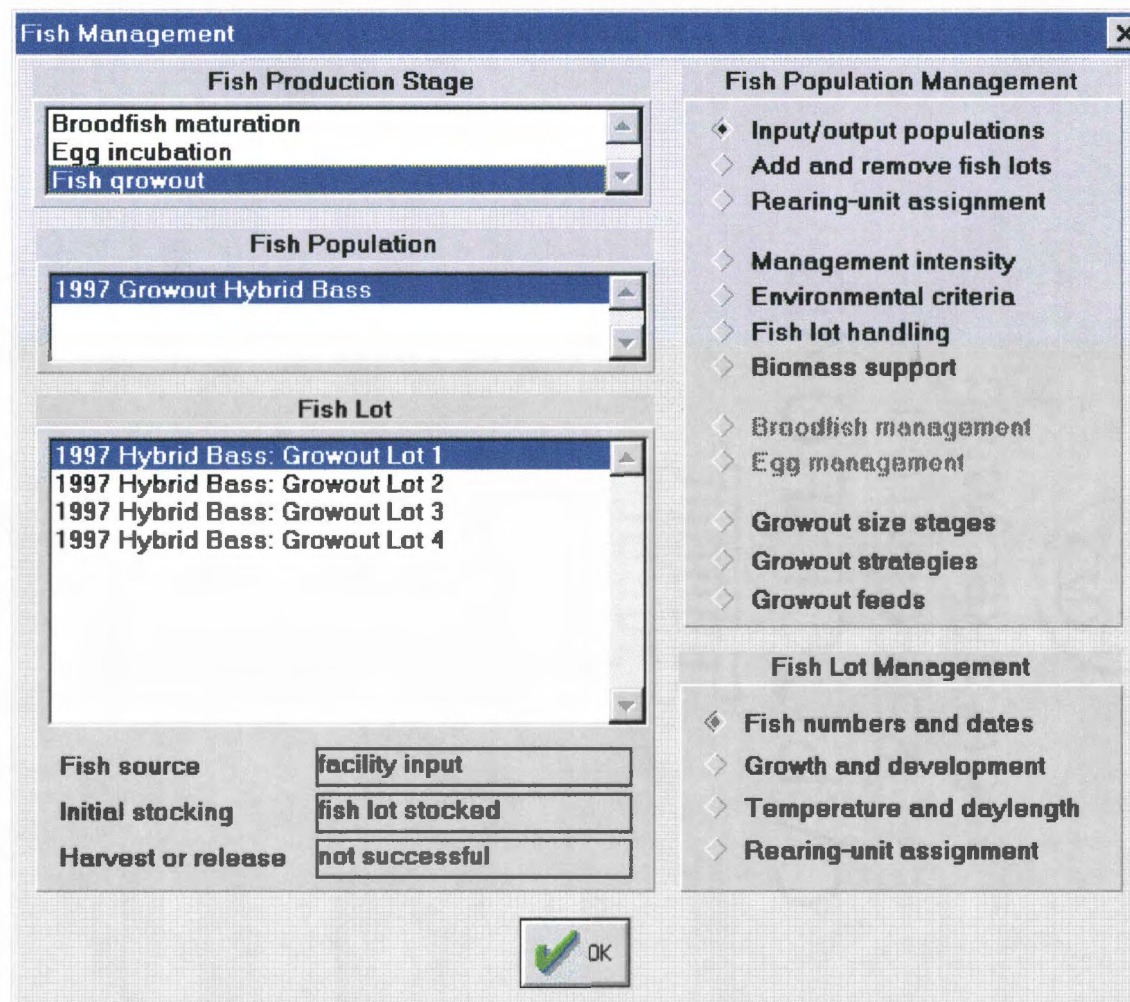 Fish Management
Fish Production Stage
Broodfish maturation
Egg incubation
Fish growout
Fish Population
1997 Growout Hybrid Bass
Fish Lot
1997 Hybrid Bass: Growout Lot 1
1997 Hybrid Bass: Growout Lot 2
1997 Hybrid Bass: Growout Lot 3
1997 Hybrid Bass: Growout Lot 4
Fish source facility input
Initial stocking fish lot stocked
Harvest or release not successful
Fish Population Management
Input/output populations
Add and remove fish lots
Rearing-unit assignment
Management intensity
Environmental criteria
Fish lot handling
Biomass support
Broodfish management
Egg management
Growout size stages
Growout strategies
Growout feeds
Fish Lot Management
Fish numbers and dates
Growth and development
Temperature and daylength
Rearing-unit assignment
OK